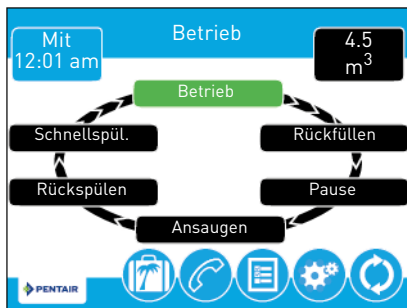 Mit
12:01 am
Betrieb
4.5
m³
Betrieb
Schnellspül.
Rückfüllen
Rückspülen
Pause
Ansaugen
PENTAIR